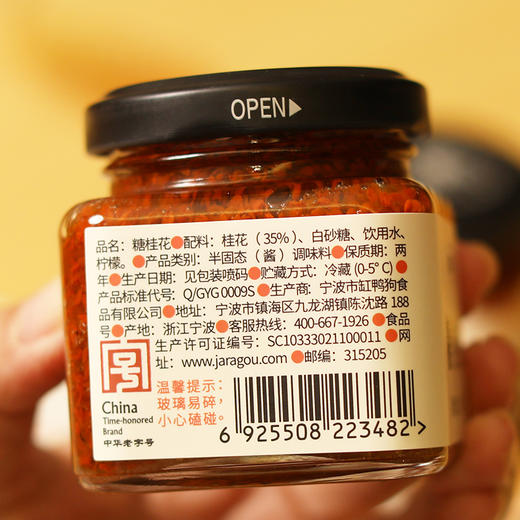 OPEN▶
品名：糖桂花●配料：桂花（35%）、白砂糖、饮用水、
柠檬。●产品类别：半固态（酱）调味料●保质期：两
年●生产日期：见包装喷码●贮藏方式：冷藏(0-5°C)●
产品标准代号：Q/GYG 0009S●生产商：宁波市缸鸭狗食
品有限公司●地址：宁波市镇海区九龙湖镇陈沈路 188
号●产地：浙江宁波●客服热线：400-667-1926●食品
生产许可证编号：SC10333021100011●网
址：www.jaragou.com●邮编：315205
China
Time-honored
Brand
中华老字号
温馨提示：
玻璃易碎，
小心磕碰。
6 925508 223482 >